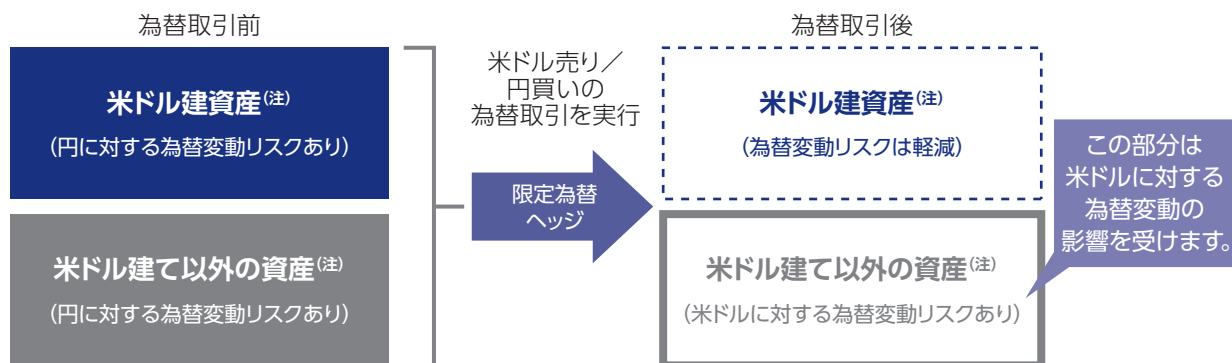 為替取引前
米ドル建資産(注)
(円に対する為替変動リスクあり)
米ドル建て以外の資産(注)
(円に対する為替変動リスクあり)
米ドル売り／
円買いの
為替取引を実行
限定為替
ヘッジ
為替取引後
米ドル建資産(注)
(為替変動リスクは軽減)
米ドル建て以外の資産(注)
(米ドルに対する為替変動リスクあり)
この部分は
米ドルに対する
為替変動の
影響を受けます。